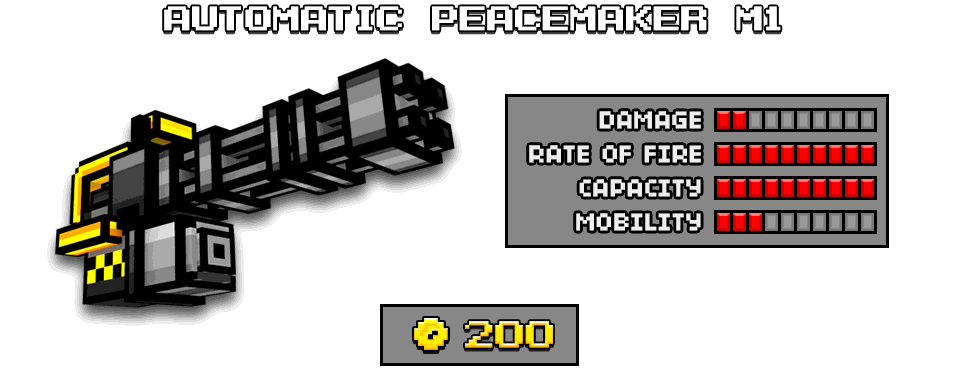 AUTOMATIC PEACEMAKER M1
DAMAGE
RATE OF FIRE
CAPACITY
MOBILITY
200